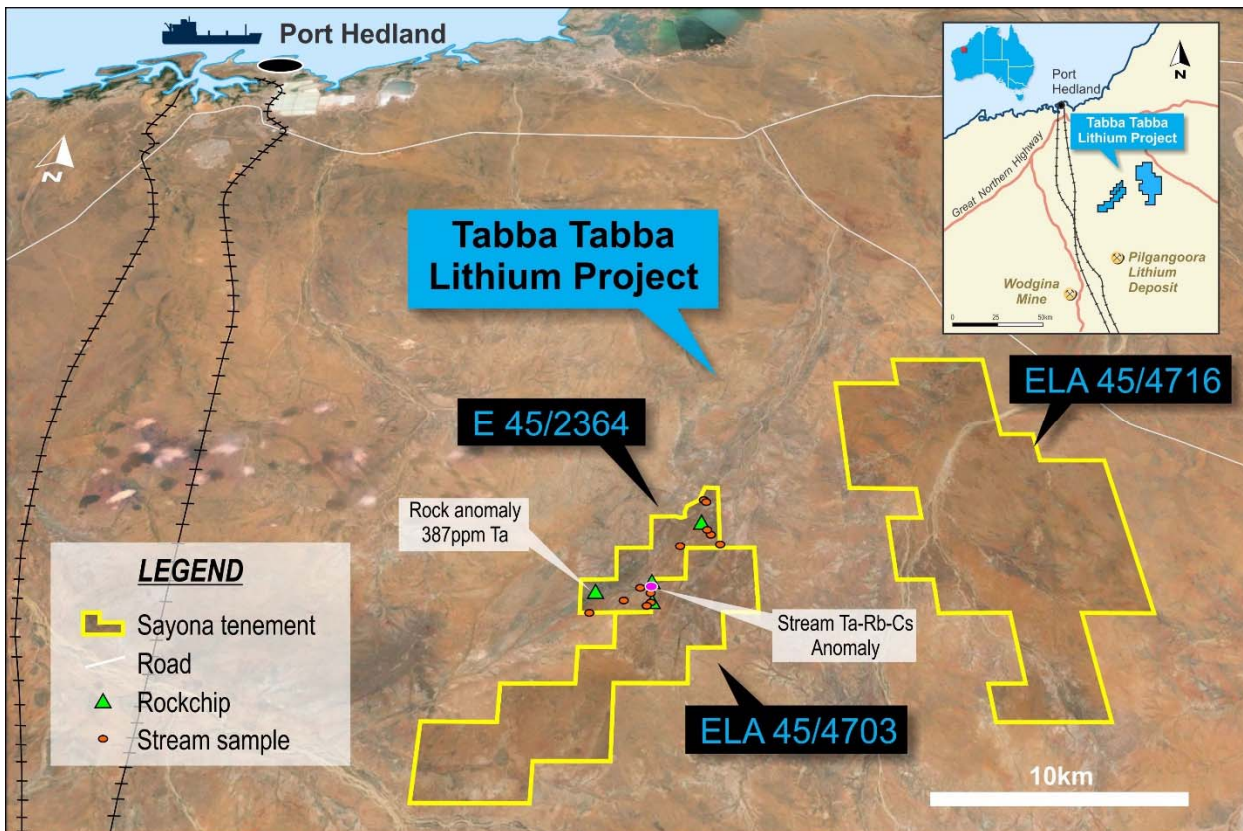 Port Hedland
N
Tabba Tabba
Lithium Project
E 45/2364
ELA 45/4716
Rock anomaly
387ppm Ta
Stream Ta-Rb-Cs
Anomaly
ELA 45/4703
10km
LEGEND
Sayona tenement
Road
Rockchip
Stream sample
N
Port
Hedland
Tabba Tabba
Lithium Project
Great Northern Highway
Pilgangoora
Lithium
Deposit
Wodgina
Mine
0 25 50km